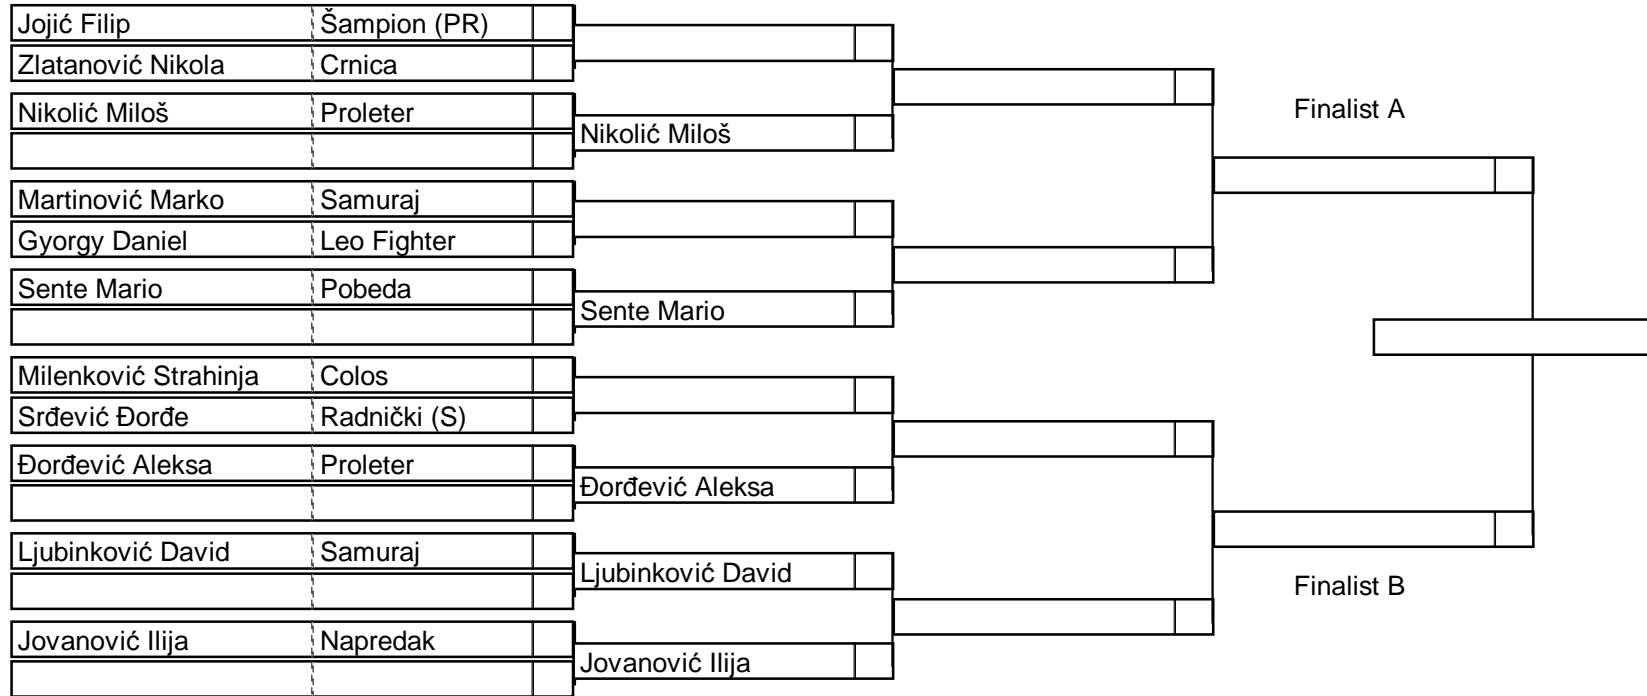 Jojić Filip Šampion (PR)
Zlatanović Nikola Crnica
Nikolić Miloš Proleter
Nikolić Miloš
Martinović Marko Samuraj
Gyorgy Daniel Leo Fighter
Sente Mario Pobeda
Sente Mario
Milenković Strahinja Colos
Srđević Đorđe Radnički (S)
Đorđević Aleksa Proleter
Đorđević Aleksa
Ljubinković David Samuraj
Ljubinković David
Jovanović Ilija Napredak
Jovanović Ilija
Finalist A
Finalist B